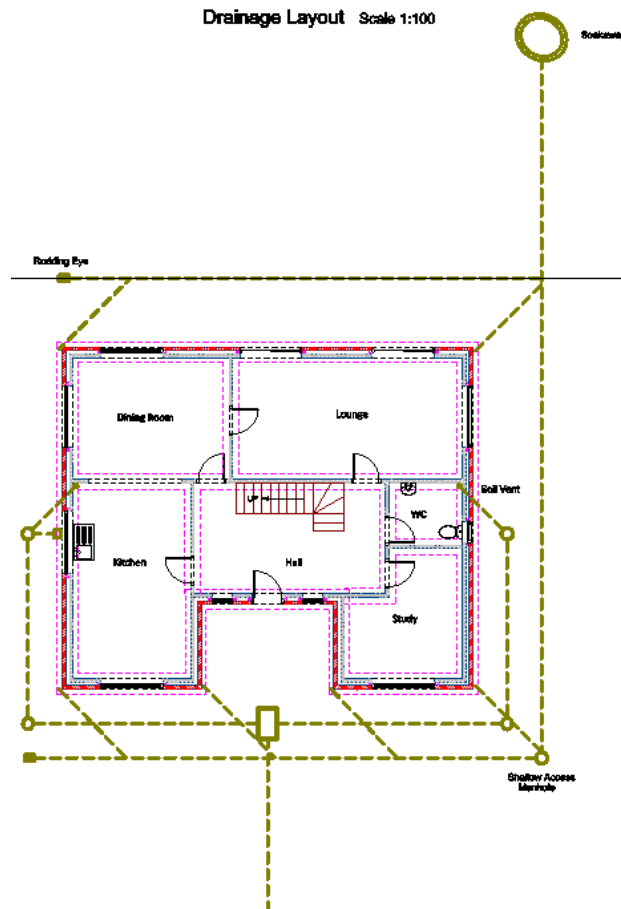 Drainage Layout Scale 1:100
Soakawa
Rodding Eye
Dining Room
Lounge
Soil Vent
UP
WC
Kitchen
Hall
Study
Shallow Access
Manhole